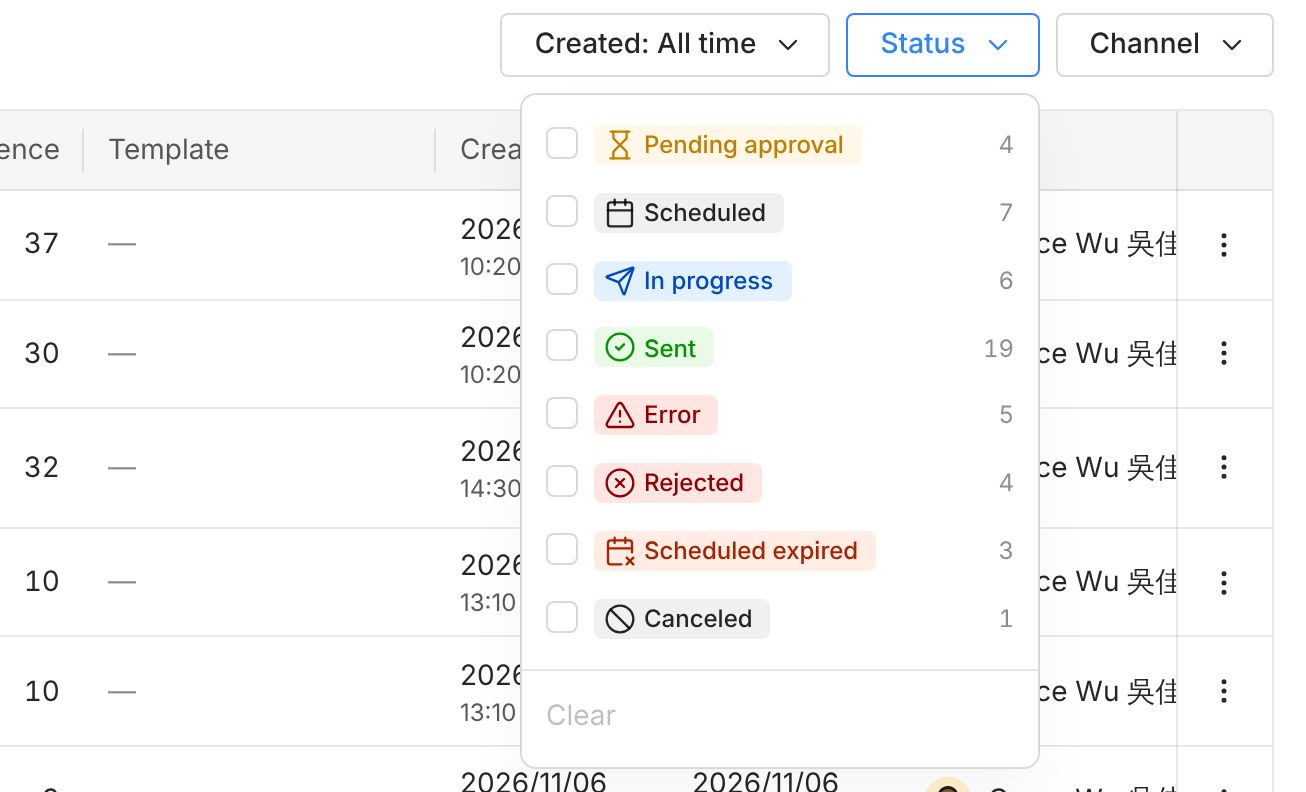 Created: All time
Status
Channel
ence
Template
Crea
Pending approval
4
Scheduled
7
In progress
6
Sent
19
Error
5
Rejected
4
Scheduled expired
3
Canceled
1
Clear
37
—
2026
10:20
ce Wu 吳佳
30
—
2026
10:20
ce Wu 吳佳
32
—
2026
14:30
ce Wu 吳佳
10
—
2026
13:10
ce Wu 吳佳
10
—
2026
13:10
ce Wu 吳佳
2026/11/06
2026/11/06